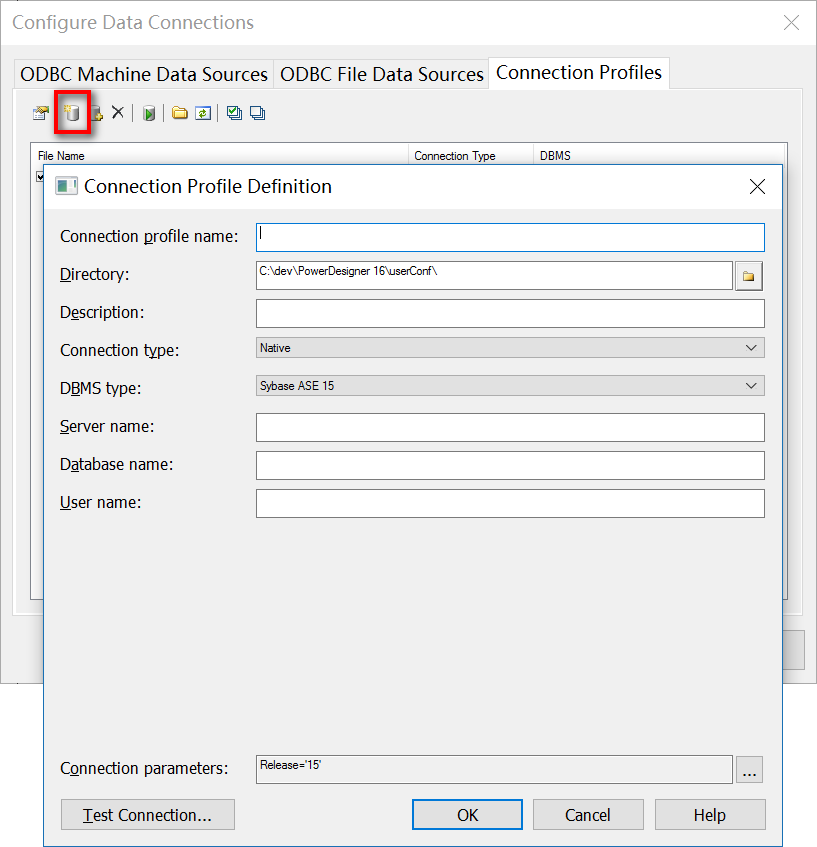 Configure Data Connections
ODBC Machine Data Sources ODBC File Data Sources Connection Profiles
File Name Connection Type DBMS
Connection Profile Definition
Connection profile name:
Directory: C:\dev\PowerDesigner 16\userConf\
Description:
Connection type: Native
DBMS type: Sybase ASE 15
Server name:
Database name:
User name:
Connection parameters: Release='15' ...
Test Connection... OK Cancel Help